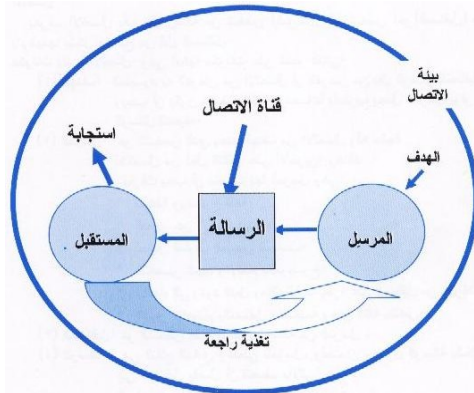 بيئة
الاتصال
قناة الاتصال
الهدف
استجابة
المرسل
الرسالة
المستقبل
تغذية راجعة